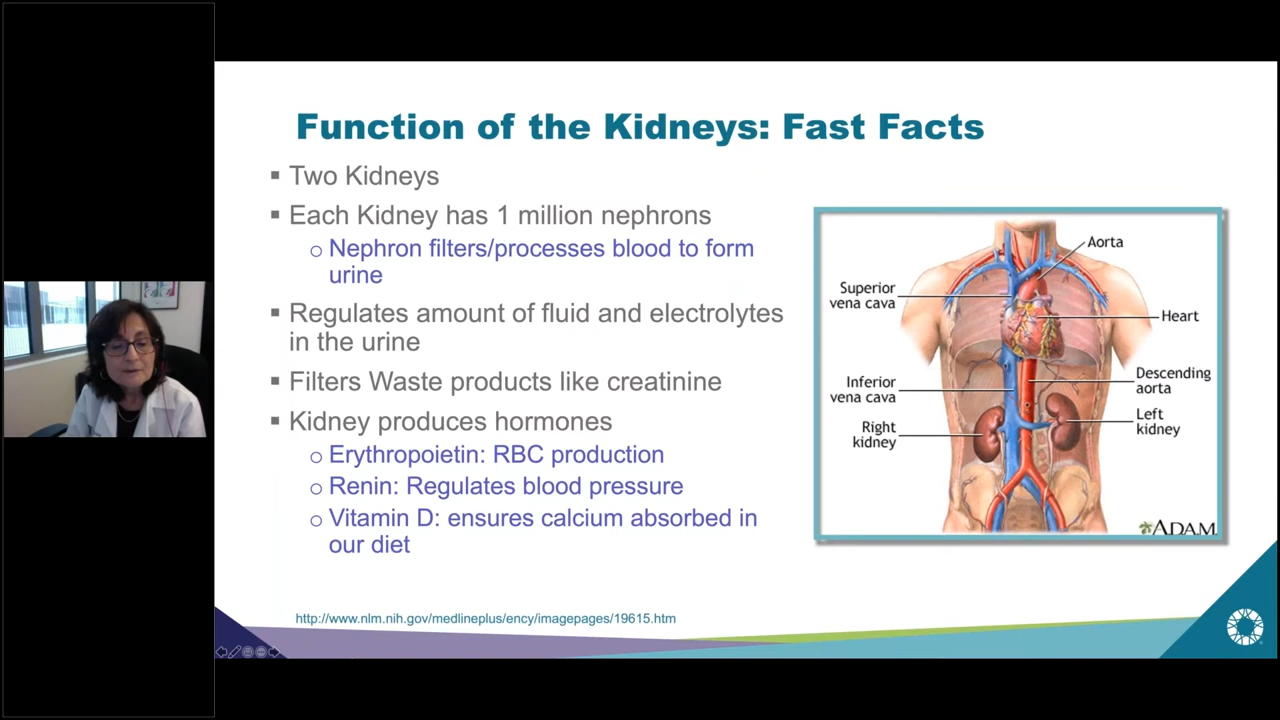 Function of the Kidneys: Fast Facts
▪ Two Kidneys
▪ Each Kidney has 1 million nephrons
o Nephron filters/processes blood to form
urine
▪ Regulates amount of fluid and electrolytes
in the urine
▪ Filters Waste products like creatinine
▪ Kidney produces hormones
o Erythropoietin: RBC production
o Renin: Regulates blood pressure
o Vitamin D: ensures calcium absorbed in
our diet
Aorta
Superior
vena cava
Heart
Inferior
vena cava
Descending
aorta
Right
kidney
Left
kidney
ADAM
http://www.nlm.nih.gov/medlineplus/ency/imagepages/19615.htm